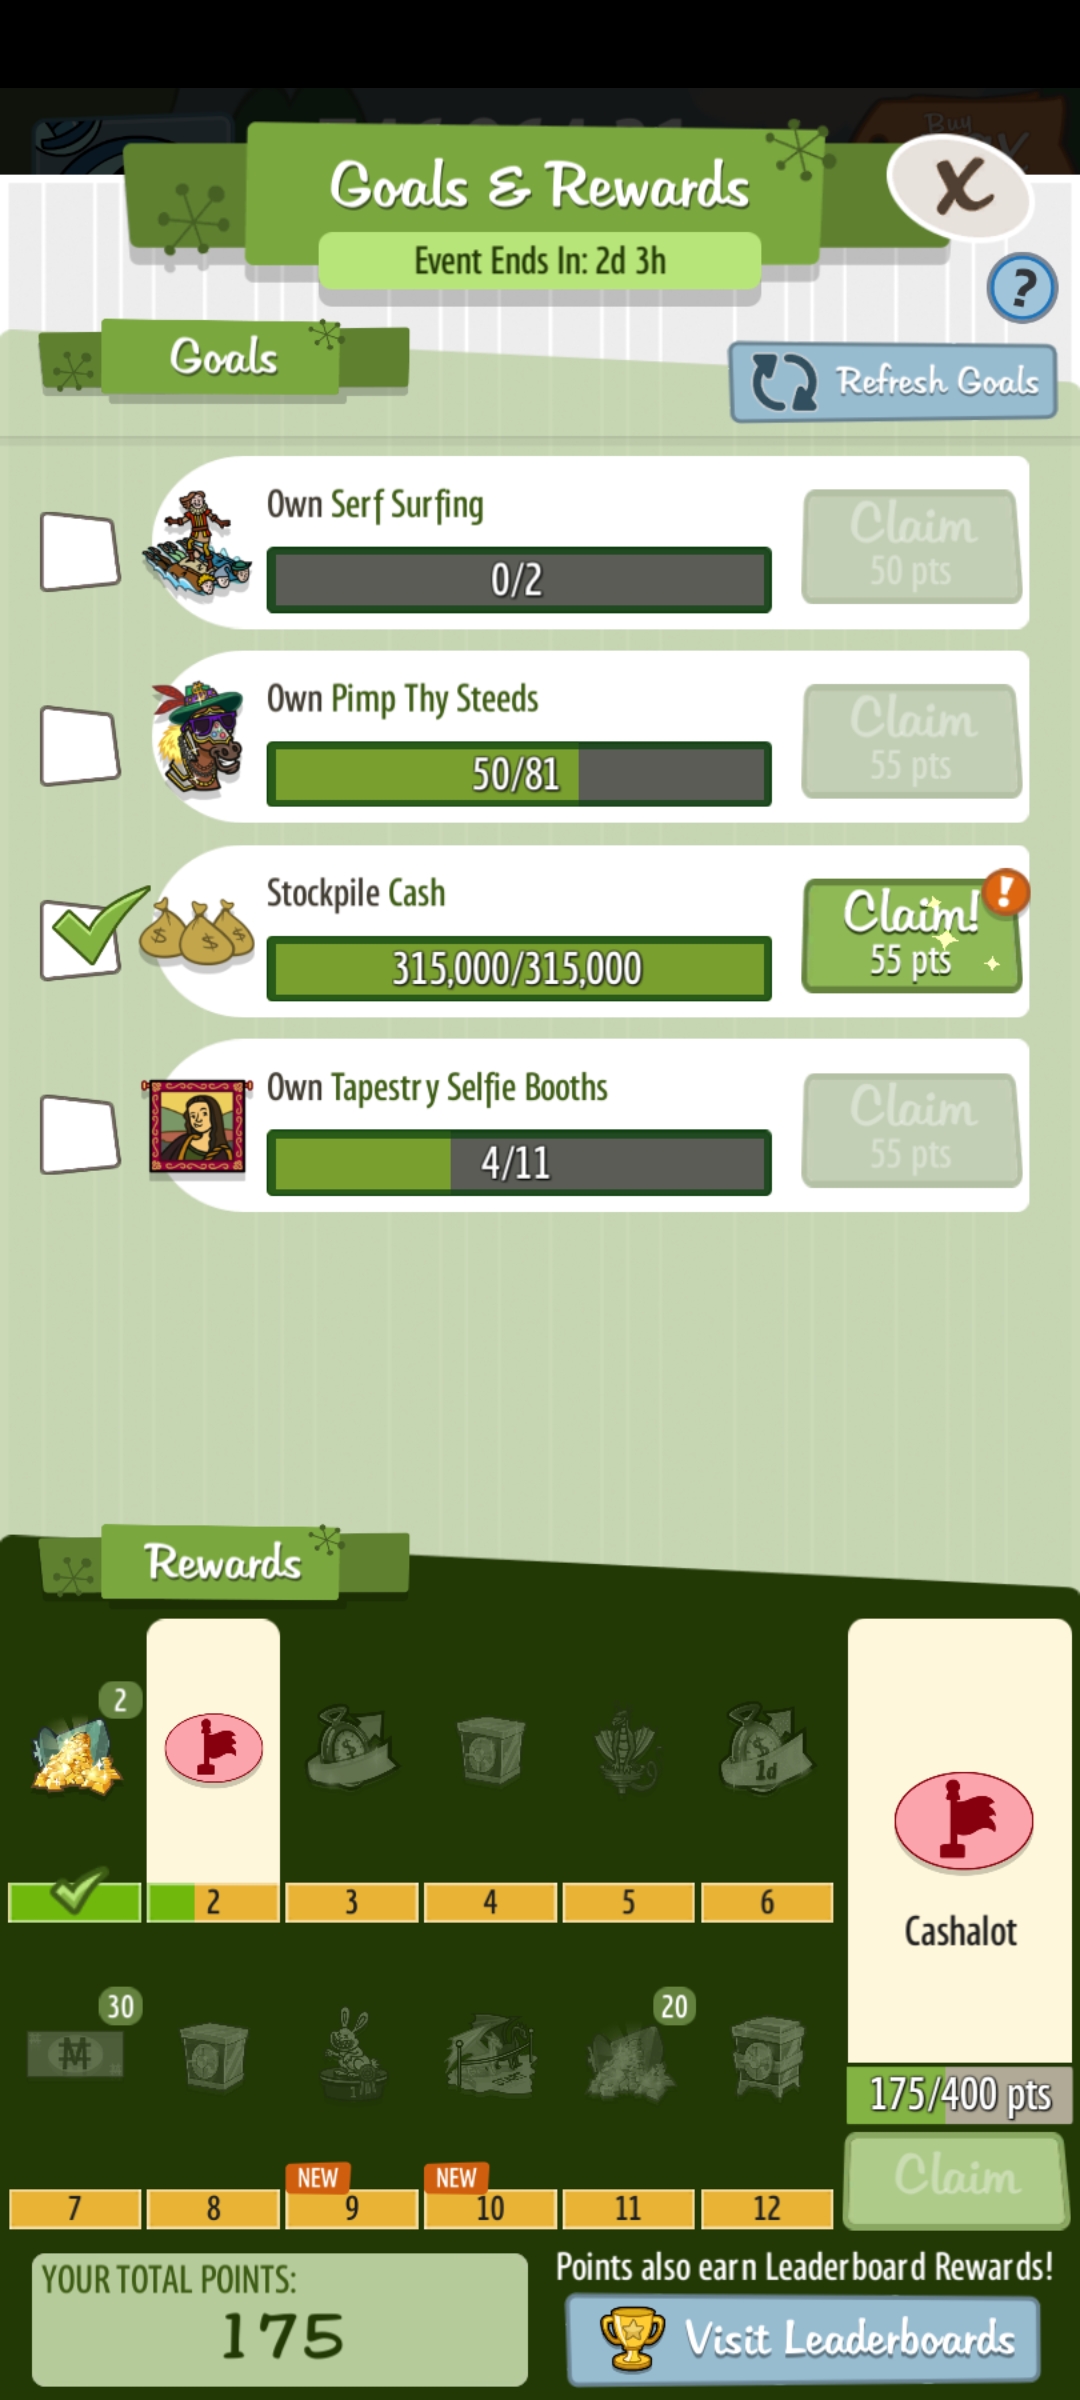 Buy
Goals & Rewards
X
Event Ends In: 2d 3h
?
Goals
Refresh Goals
Own Serf Surfing
0/2
Claim
50 pts
Own Pimp Thy Steeds
50/81
Claim
55 pts
Stockpile Cash
315,000/315,000
Claim!
55 pts
!
Own Tapestry Selfie Booths
4/11
Claim
55 pts
Rewards
2
1d
2
3
4
5
6
Cashalot
30
20
175/400 pts
Claim
NEW
NEW
7
8
9
10
11
12
YOUR TOTAL POINTS:
175
Points also earn Leaderboard Rewards!
Visit Leaderboards